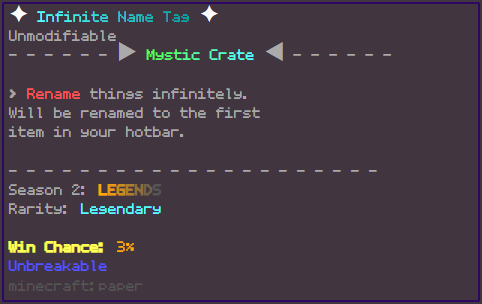 ✦ Infinite Name Tag ✦
Unmodifiable
- - - - - - ▶ Mystic Crate ◀ - - - - - -
> Rename things infinitely.
Will be renamed to the first
item in your hotbar.
- - - - - - - - - - - - - - - - - - - - - -
Season 2: LEGENDS
Rarity: Legendary
Win Chance: 3%
Unbreakable
minecraft:paper